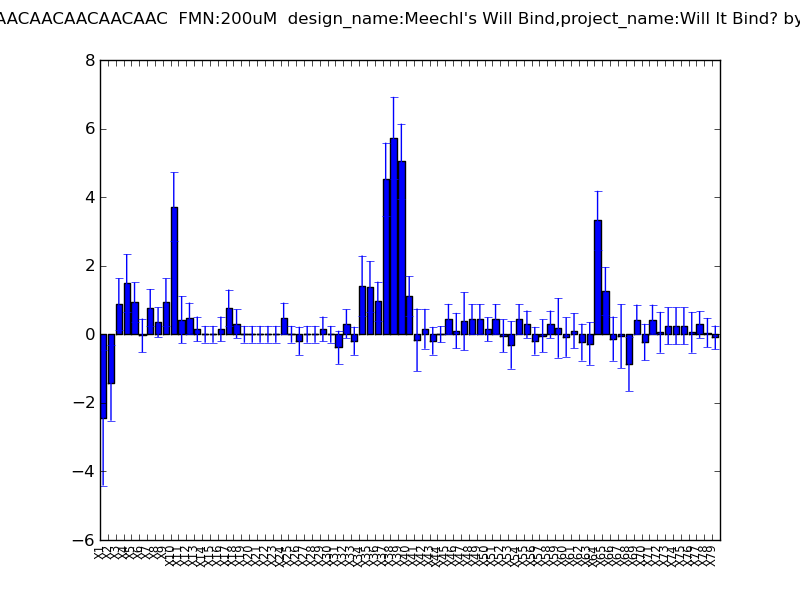 AACAACAACAACAAC FMN:200uM design_name:Meechl's Will Bind,project_name:Will It Bind? by
8
6
4
2
0
−2
−4
−6
X1
X2
X3
X4
X5
X6
X7
X8
X9
X10
X11
X12
X13
X14
X15
X16
X17
X18
X19
X20
X21
X22
X23
X24
X25
X26
X27
X28
X29
X30
X31
X32
X33
X34
X35
X36
X37
X38
X39
X40
X41
X42
X43
X44
X45
X46
X47
X48
X49
X50
X51
X52
X53
X54
X55
X56
X57
X58
X59
X60
X61
X62
X63
X64
X65
X66
X67
X68
X69
X70
X71
X72
X73
X74
X75
X76
X77
X78
X79